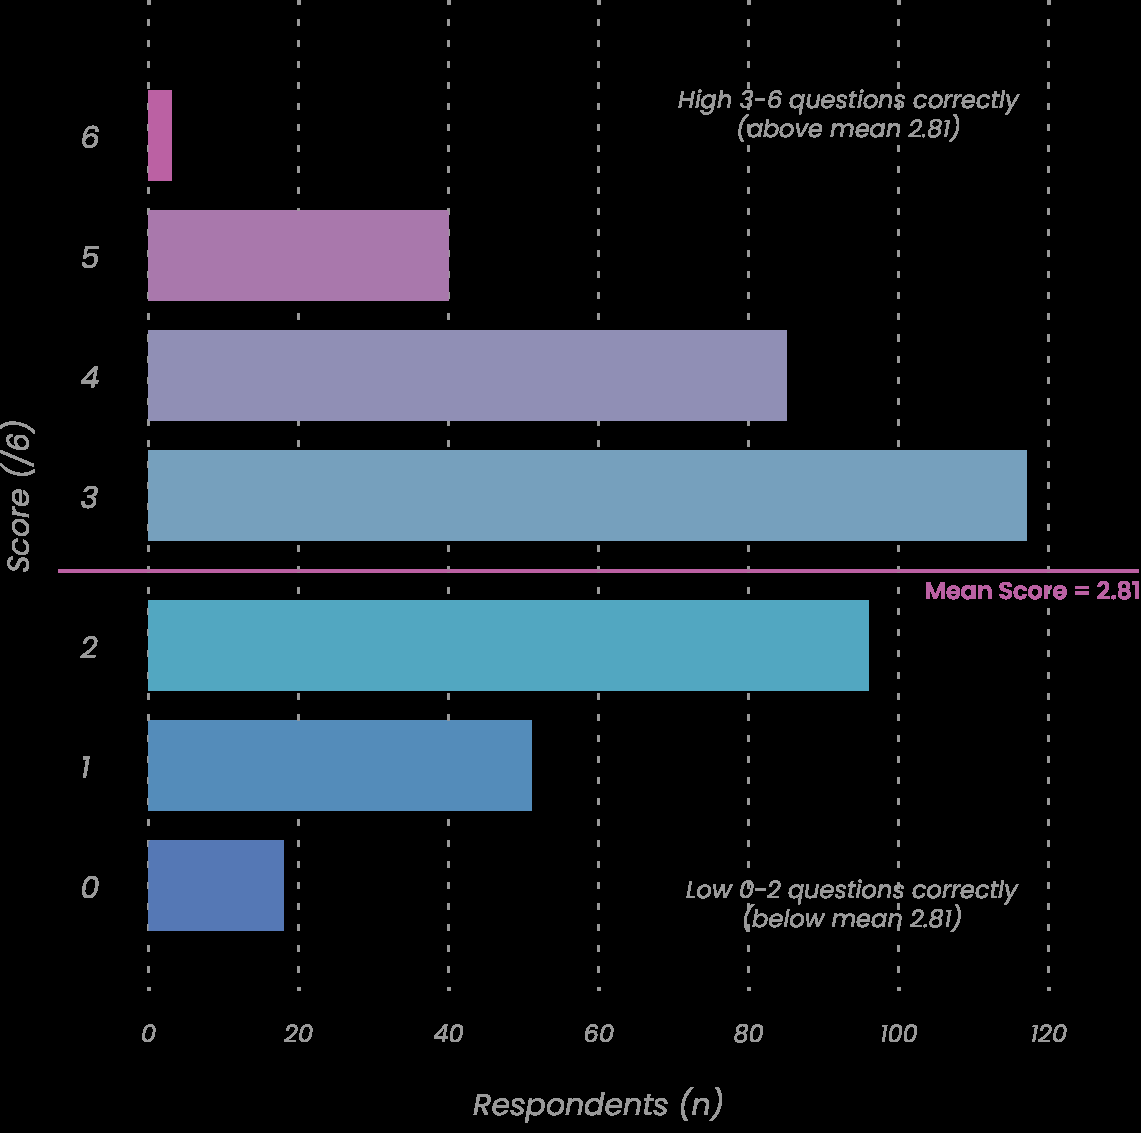 High 3-6 questions correctly
(above mean 2.81)
6
5
4
3
Score (/6)
Mean Score = 2.81
2
1
0
Low 0-2 questions correctly
(below mean 2.81)
0 20 40 60 80 100 120
Respondents (n)